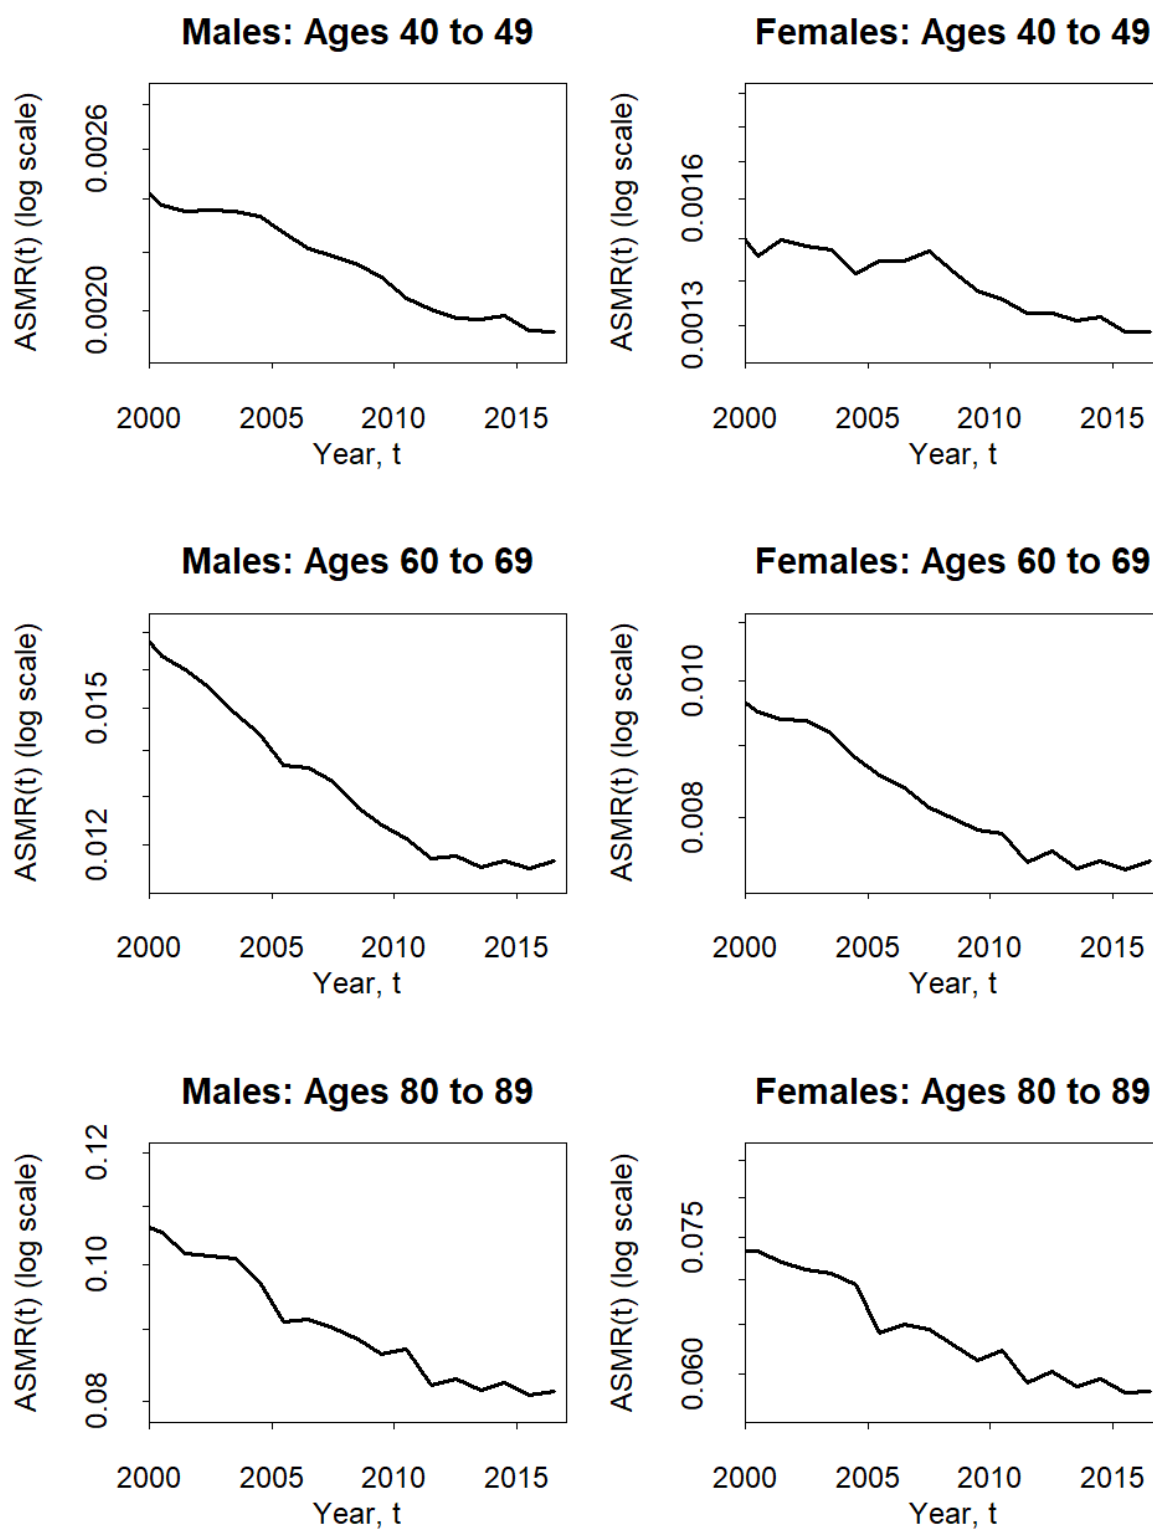 Males: Ages 40 to 49
ASMR(t) (log scale)
0.0026
0.0020
2000 2005 2010 2015
Year, t
Females: Ages 40 to 49
ASMR(t) (log scale)
0.0016
0.0013
2000 2005 2010 2015
Year, t
Males: Ages 60 to 69
ASMR(t) (log scale)
0.015
0.012
2000 2005 2010 2015
Year, t
Females: Ages 60 to 69
ASMR(t) (log scale)
0.010
0.008
2000 2005 2010 2015
Year, t
Males: Ages 80 to 89
ASMR(t) (log scale)
0.12
0.10
0.08
2000 2005 2010 2015
Year, t
Females: Ages 80 to 89
ASMR(t) (log scale)
0.075
0.060
2000 2005 2010 2015
Year, t